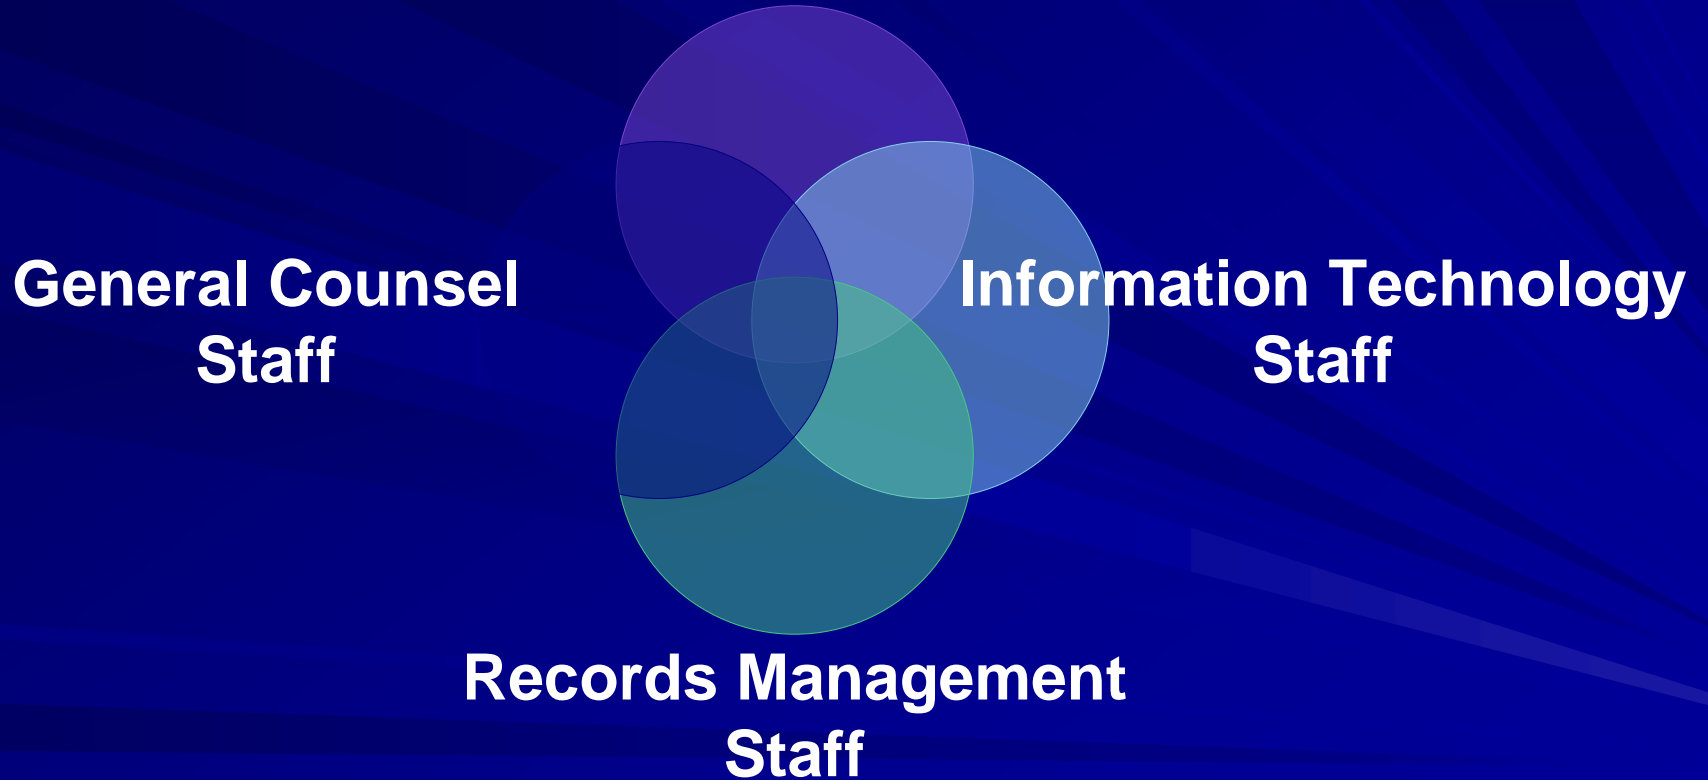 General Counsel
Staff
Information Technology
Staff
Records Management
Staff